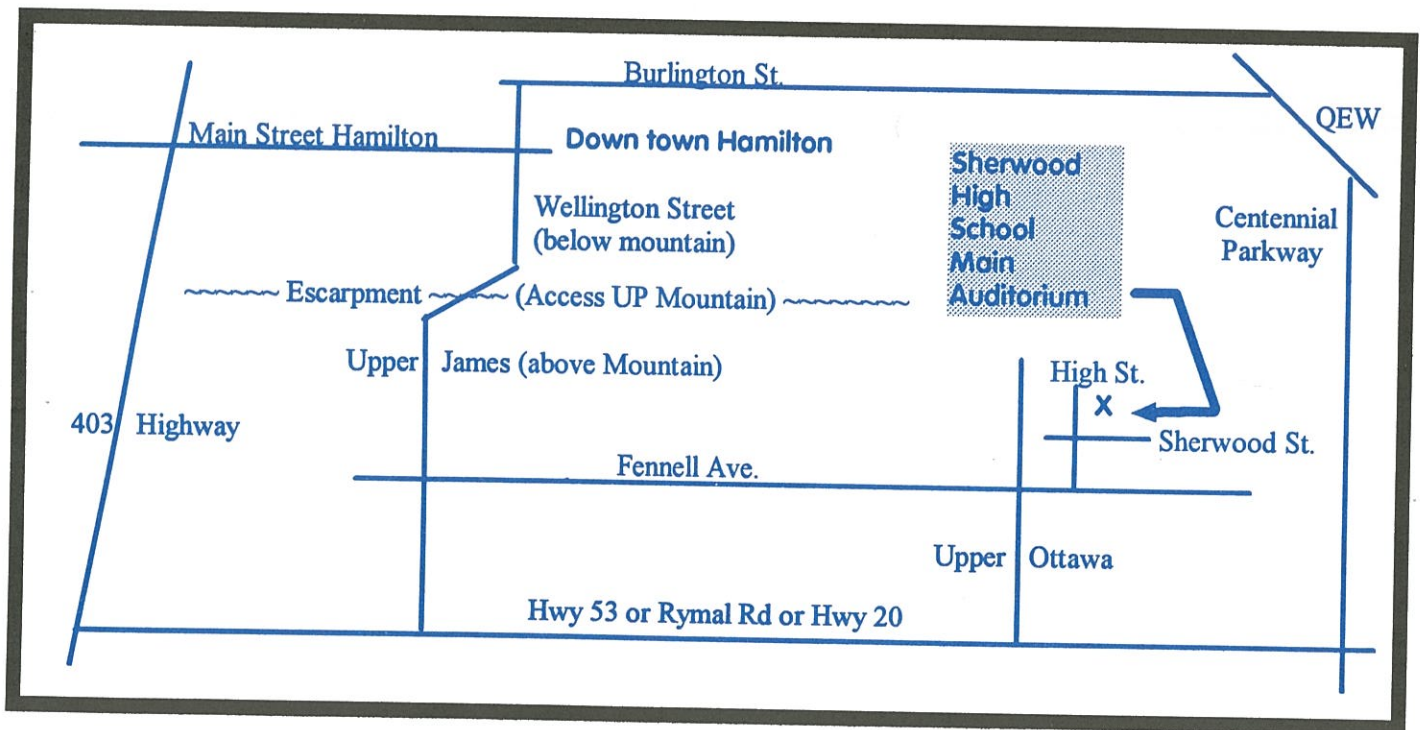 Burlington St.
QEW
Main Street Hamilton
Down town Hamilton
Sherwood
High
School
Main
Auditorium
Wellington Street
(below mountain)
Centennial
Parkway
Escarpment (Access UP Mountain)
Upper James (above Mountain)
High St.
X
403 Highway
Sherwood St.
Fennell Ave.
Upper Ottawa
Hwy 53 or Rymal Rd or Hwy 20